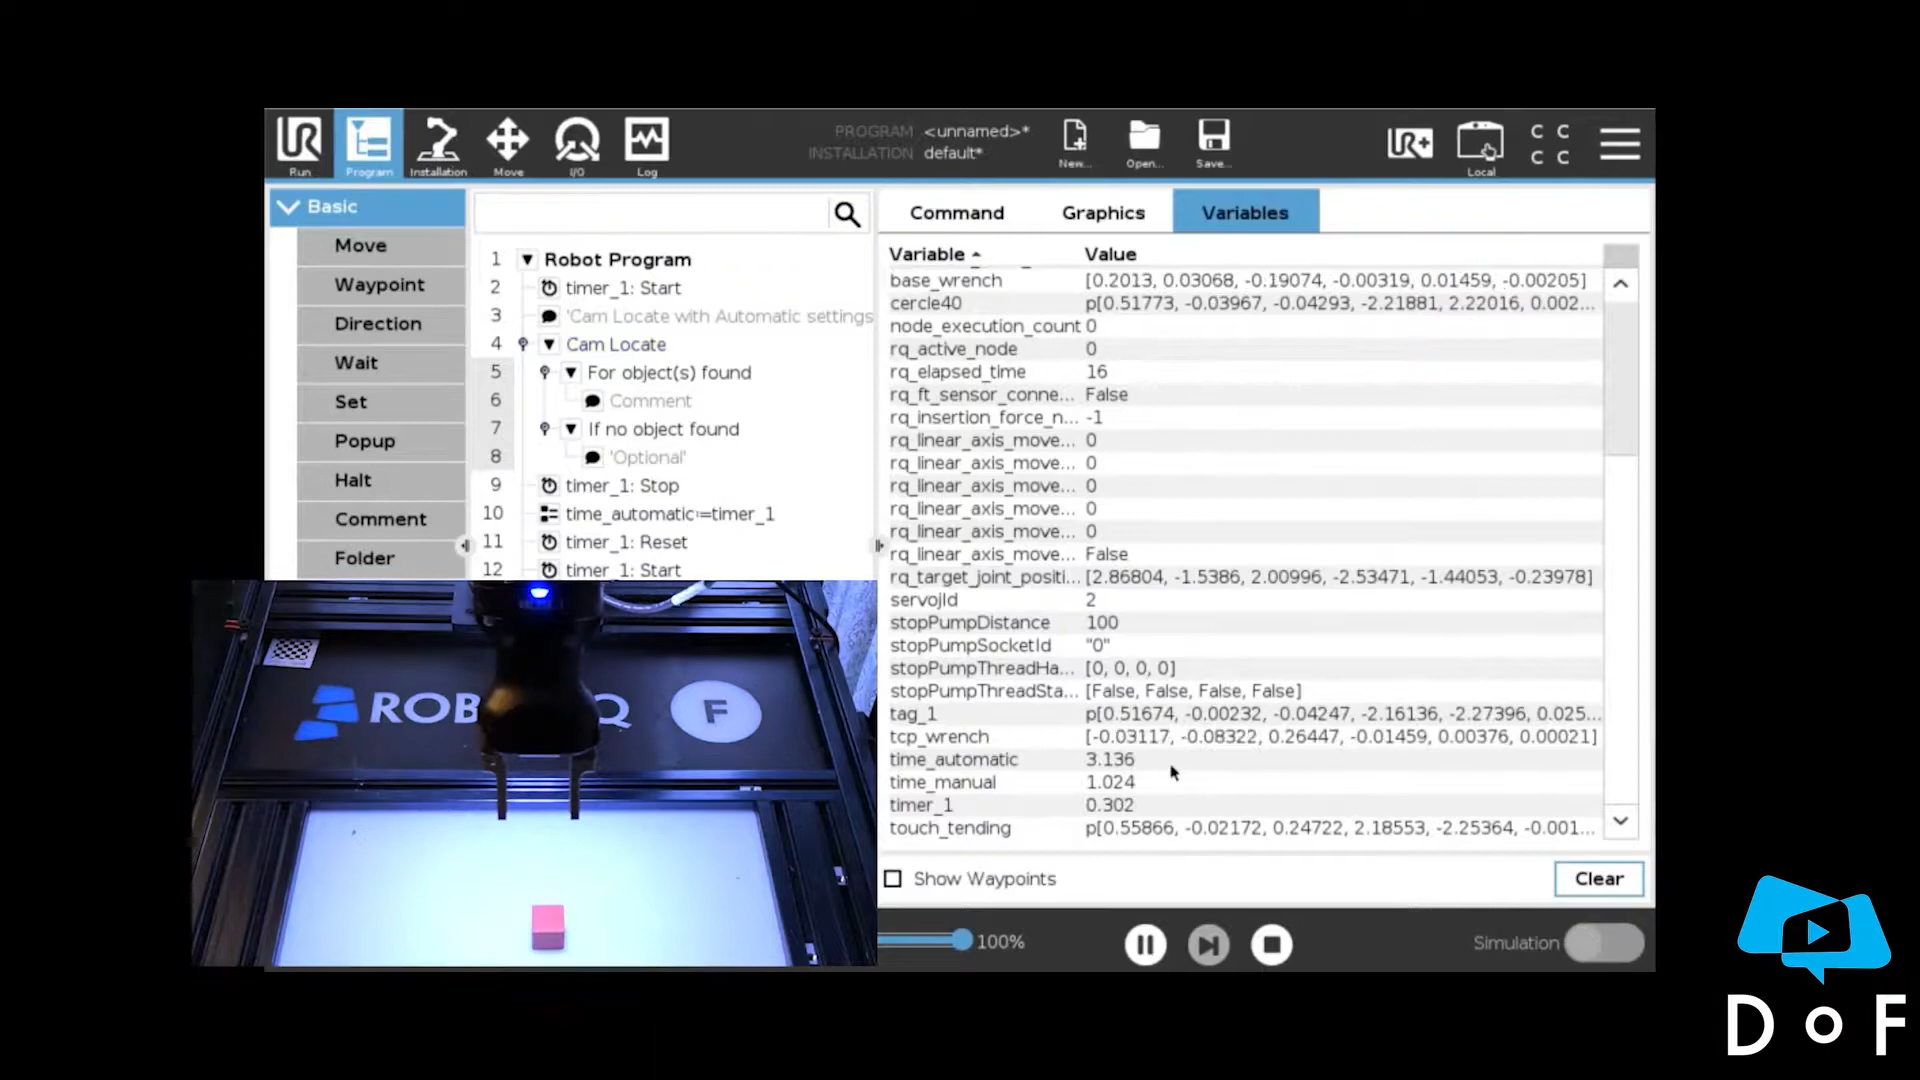 PROGRAM <unnamed>*
INSTALLATION default*
Run
Program
Installation
Move
I/O
Log
New...
Open...
Save...
UR+
Local
C C
C C
Basic
Move
Waypoint
Direction
Wait
Set
Popup
Halt
Comment
Folder
1 Robot Program
2 timer_1: Start
3 'Cam Locate with Automatic settings
4 Cam Locate
5 For object(s) found
6 Comment
7 If no object found
8 'Optional'
9 timer_1: Stop
10 time_automatic≔timer_1
11 timer_1: Reset
12 timer_1: Start
Command Graphics Variables
Variable Value
base_wrench [0.2013, 0.03068, -0.19074, -0.00319, 0.01459, -0.00205]
cercle40 p[0.51773, -0.03967, -0.04293, -2.21881, 2.22016, 0.002...
node_execution_count 0
rq_active_node 0
rq_elapsed_time 16
rq_ft_sensor_conne... False
rq_insertion_force_n... -1
rq_linear_axis_move... 0
rq_linear_axis_move... 0
rq_linear_axis_move... 0
rq_linear_axis_move... 0
rq_linear_axis_move... 0
rq_linear_axis_move... False
rq_target_joint_positi... [2.86804, -1.5386, 2.00996, -2.53471, -1.44053, -0.23978]
servojId 2
stopPumpDistance 100
stopPumpSocketId "0"
stopPumpThreadHa... [0, 0, 0, 0]
stopPumpThreadSta... [False, False, False, False]
tag_1 p[0.51674, -0.00232, -0.04247, -2.16136, -2.27396, 0.025...
tcp_wrench [-0.03117, -0.08322, 0.26447, -0.01459, 0.00376, 0.00021]
time_automatic 3.136
time_manual 1.024
timer_1 0.302
touch_tending p[0.55866, -0.02172, 0.24722, 2.18553, -2.25364, -0.001...
Show Waypoints
Clear
100%
Simulation
ROB Q F
DoF